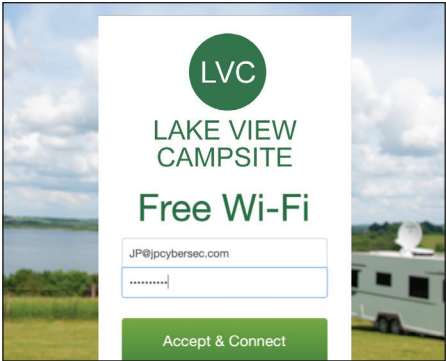 LVC
LAKE VIEW
CAMPSITE
Free Wi-Fi
JP@jpcybersec.com
••••••••••
Accept & Connect